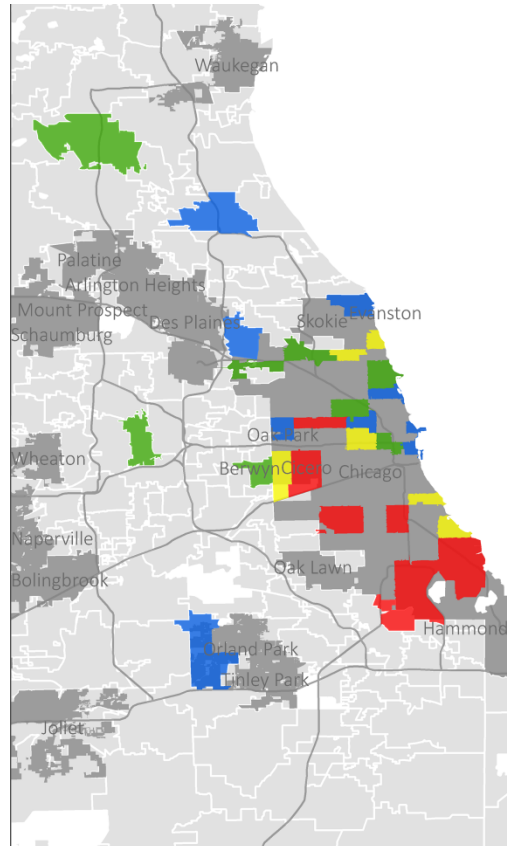 Waukegan
Palatine
Arlington Heights
Mount Prospect
Des Plaines
Skokie
Evanston
Schaumburg
Oak Park
Wheaton
Berwyn
Cicero
Chicago
Naperville
Bolingbrook
Oak Lawn
Hammond
Orland Park
Tinley Park
Joliet